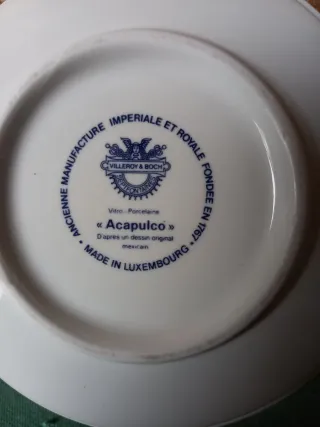 ANCIENNE MANUFACTURE IMPERIALE ET ROYALE FONDEE EN 1767 •
VILLEROY & BOCH
Vitro-Porcelaine
« Acapulco »
D'après un dessin original
mexicain
• MADE IN LUXEMBOURG •